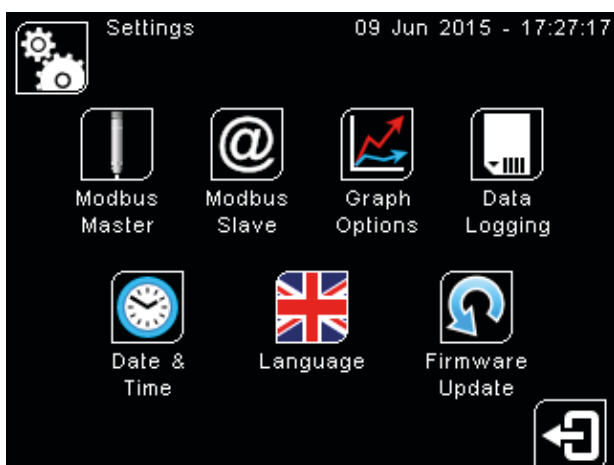 Settings 09 Jun 2015 - 17:27:17
@
Modbus Modbus Graph Data
Master Slave Options Logging
Date & Language Firmware
Time Update